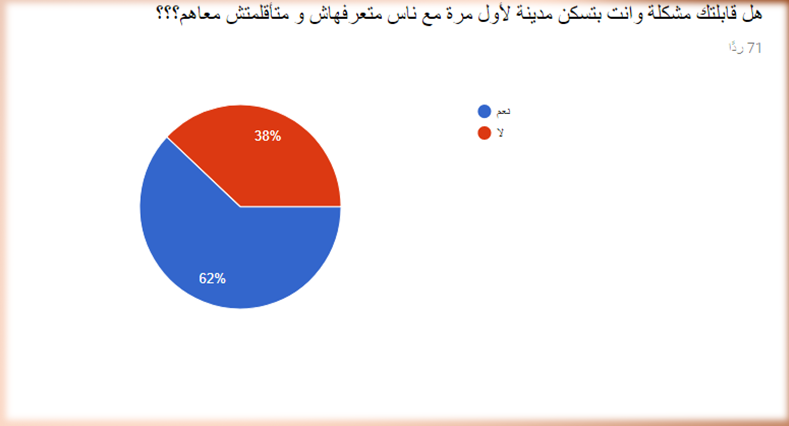 هل قابلتك مشكلة وانت بتسكن مدينة لأول مرة مع ناس متعرفهاش و متأقلمتش معاهم؟؟؟
71 ردًا
نعم
لا
38%
62%